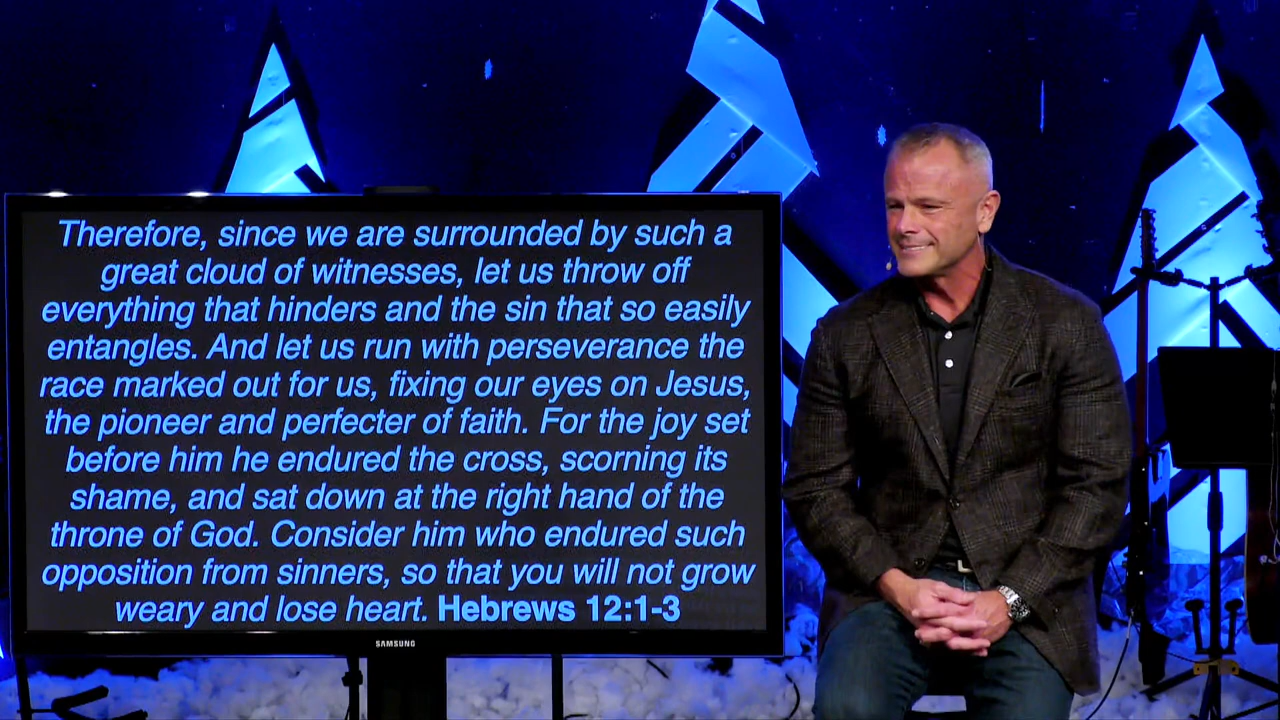 Therefore, since we are surrounded by such a
great cloud of witnesses, let us throw off
everything that hinders and the sin that so easily
entangles. And let us run with perseverance the
race marked out for us, fixing our eyes on Jesus,
the pioneer and perfecter of faith. For the joy set
before him he endured the cross, scorning its
shame, and sat down at the right hand of the
throne of God. Consider him who endured such
opposition from sinners, so that you will not grow
weary and lose heart. Hebrews 12:1-3
SAMSUNG